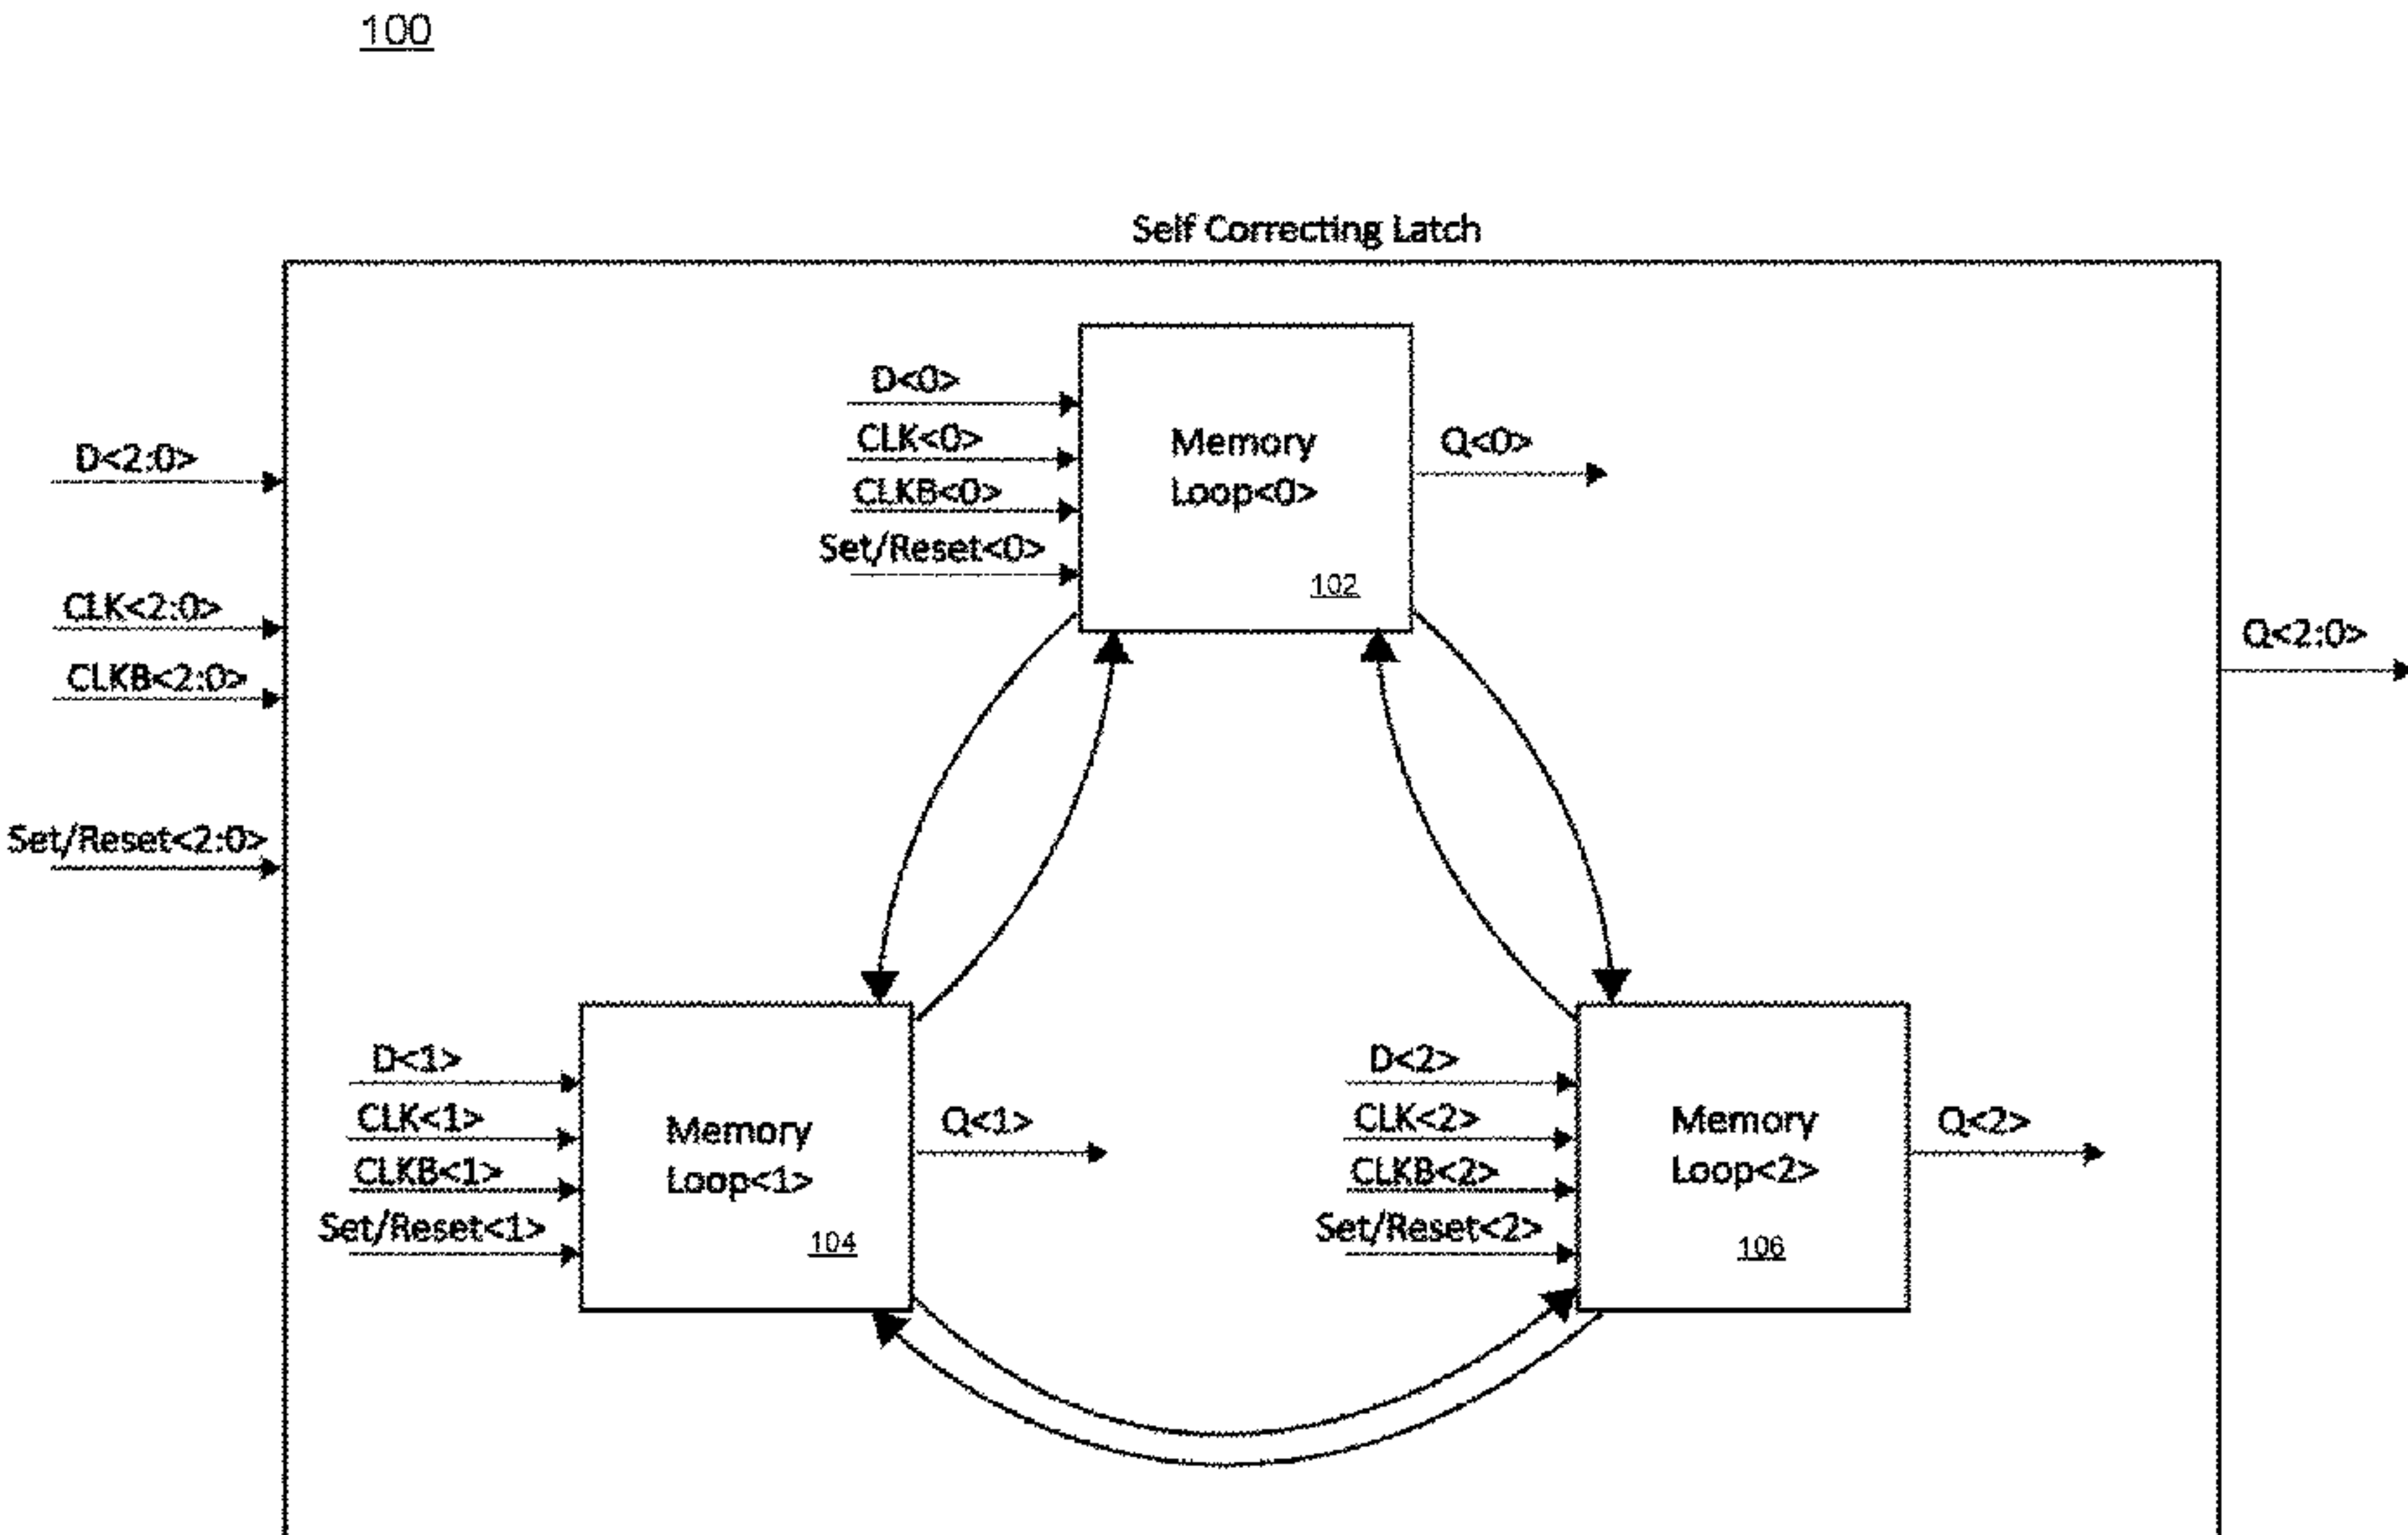 100
Self Correcting Latch
D<2:0>
CLK<2:0>
CLKB<2:0>
Set/Reset<2:0>
D<0>
CLK<0>
CLKB<0>
Set/Reset<0>
Memory
Loop<0>
102
Q<0>
Q<2:0>
D<1>
CLK<1>
CLKB<1>
Set/Reset<1>
Memory
Loop<1>
104
Q<1>
D<2>
CLK<2>
CLKB<2>
Set/Reset<2>
Memory
Loop<2>
106
Q<2>